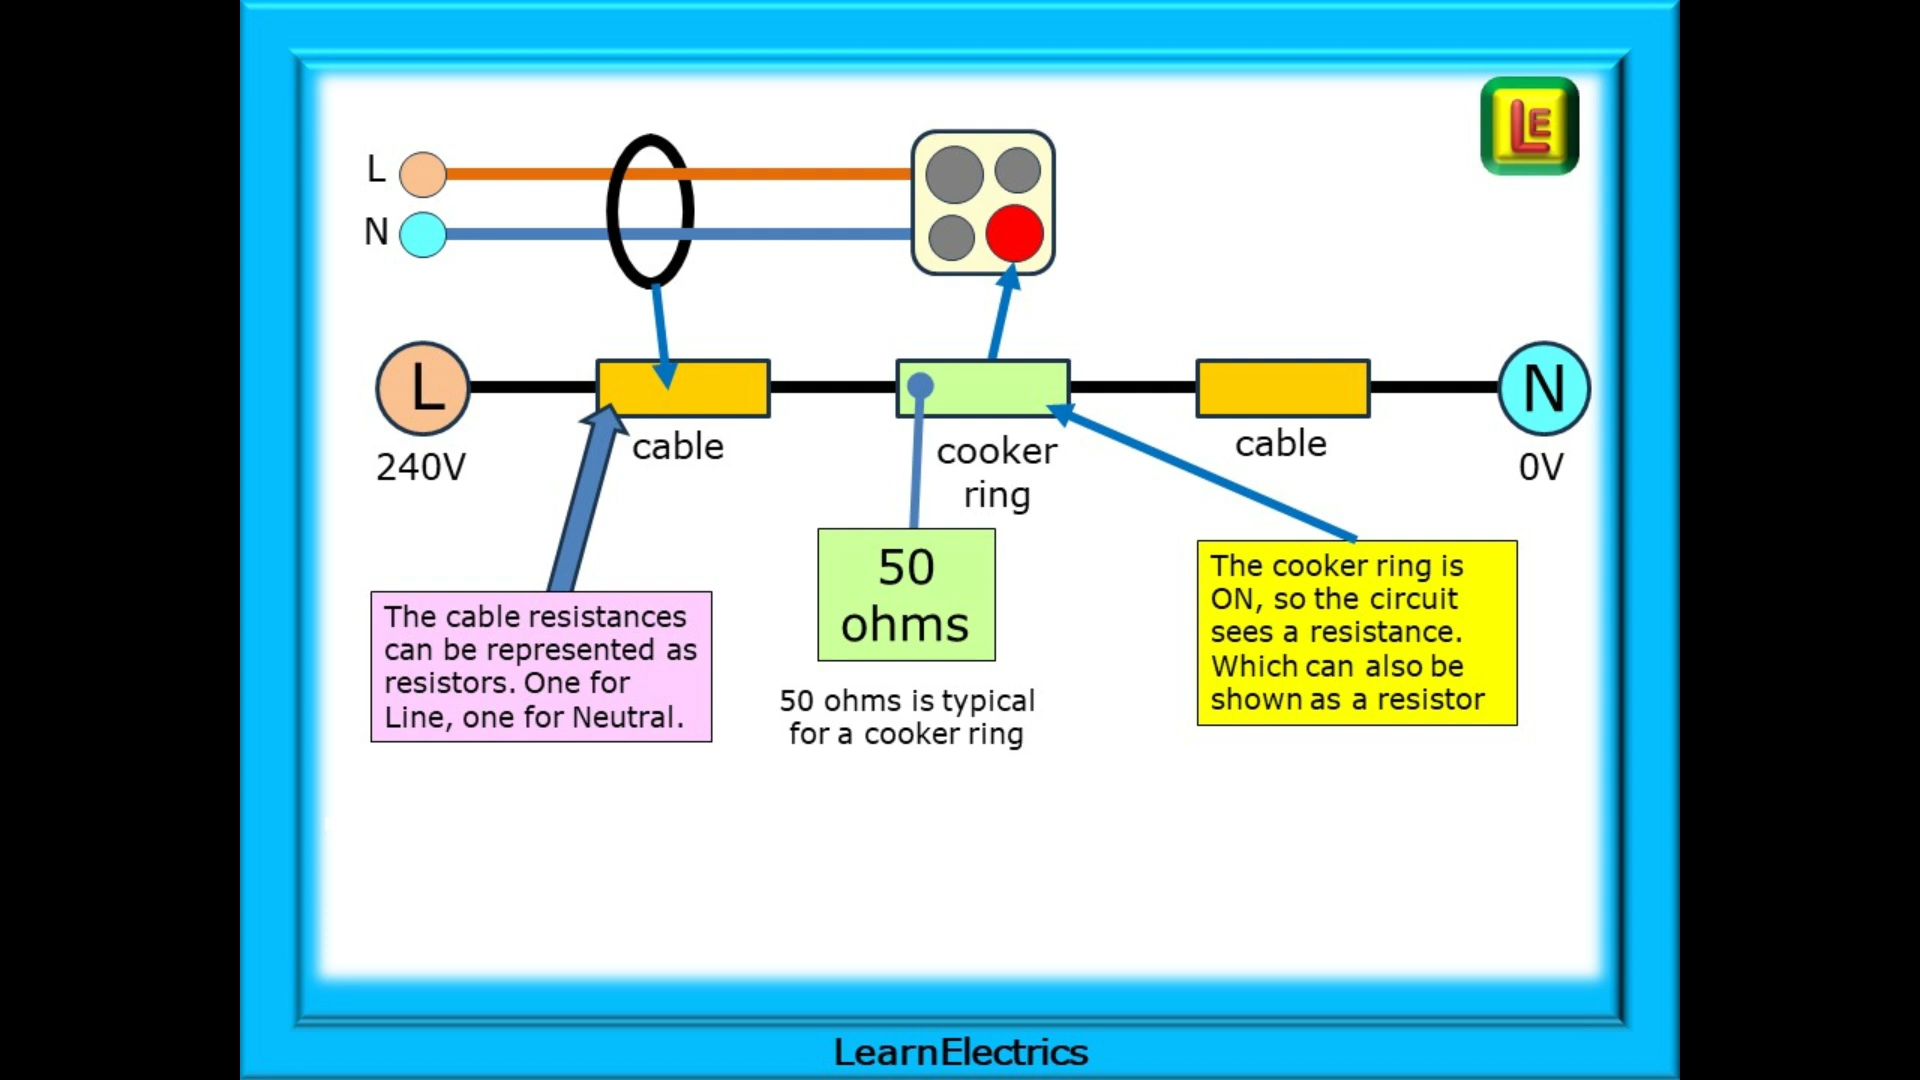 LE
L
N
L
N
240V
cable
cooker
ring
cable
0V
The cable resistances
can be represented as
resistors. One for
Line, one for Neutral.
50
ohms
50 ohms is typical
for a cooker ring
The cooker ring is
ON, so the circuit
sees a resistance.
Which can also be
shown as a resistor
LearnElectrics